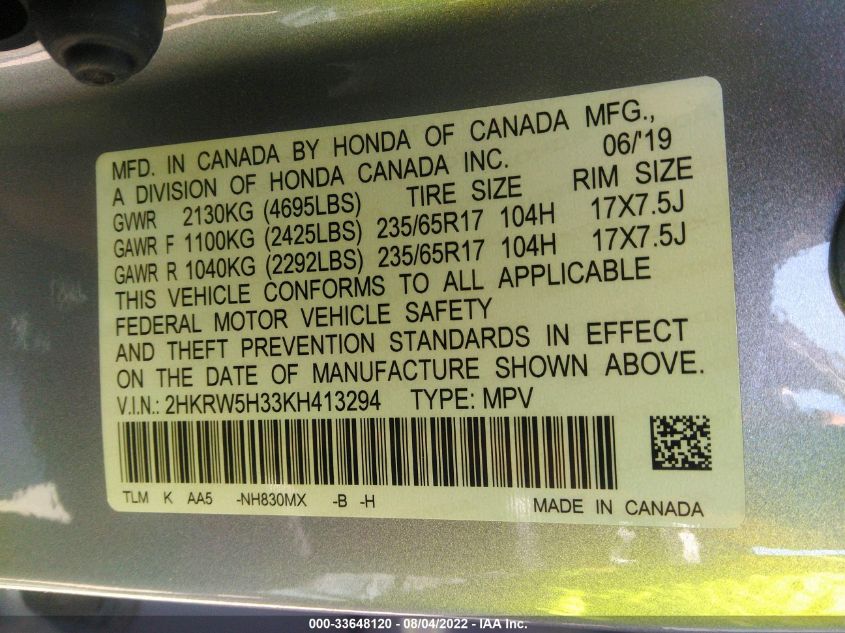 MFD. IN CANADA BY HONDA OF CANADA MFG.,
A DIVISION OF HONDA CANADA INC. 06/'19
GVWR 2130KG (4695LBS) TIRE SIZE RIM SIZE
GAWR F 1100KG (2425LBS) 235/65R17 104H 17X7.5J
GAWR R 1040KG (2292LBS) 235/65R17 104H 17X7.5J
THIS VEHICLE CONFORMS TO ALL APPLICABLE
FEDERAL MOTOR VEHICLE SAFETY
AND THEFT PREVENTION STANDARDS IN EFFECT
ON THE DATE OF MANUFACTURE SHOWN ABOVE.
V.I.N.: 2HKRW5H33KH413294 TYPE: MPV
TLM K AA5 -NH830MX -B -H MADE IN CANADA
000-33648120 - 08/04/2022 - IAA Inc.